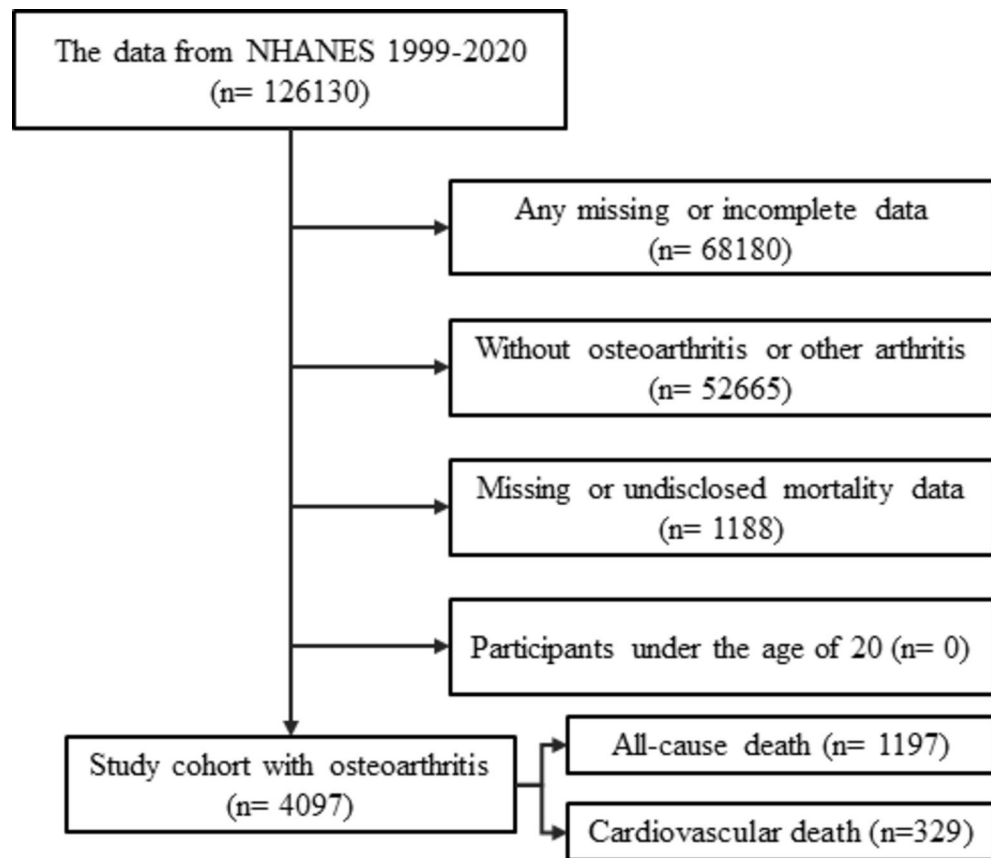 The data from NHANES 1999-2020
(n= 126130)
Any missing or incomplete data
(n= 68180)
Without osteoarthritis or other arthritis
(n= 52665)
Missing or undisclosed mortality data
(n= 1188)
Participants under the age of 20 (n= 0)
Study cohort with osteoarthritis
(n= 4097)
All-cause death (n= 1197)
Cardiovascular death (n=329)